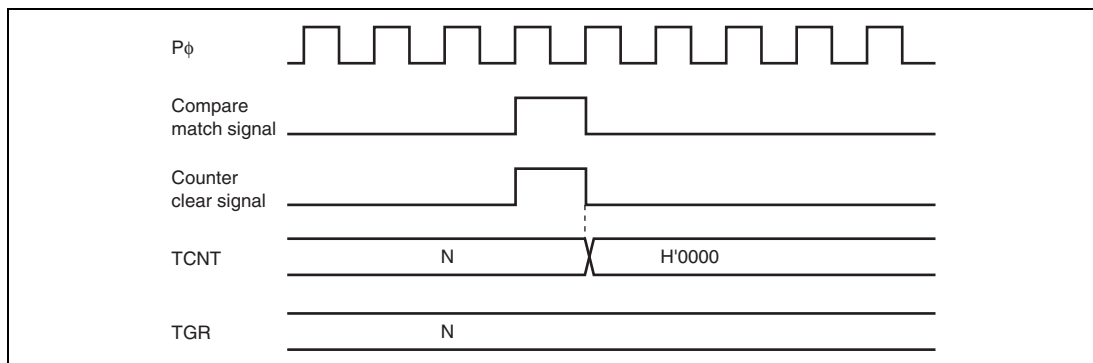 Pϕ
Compare
match signal
Counter
clear signal
TCNT
N
H'0000
TGR
N